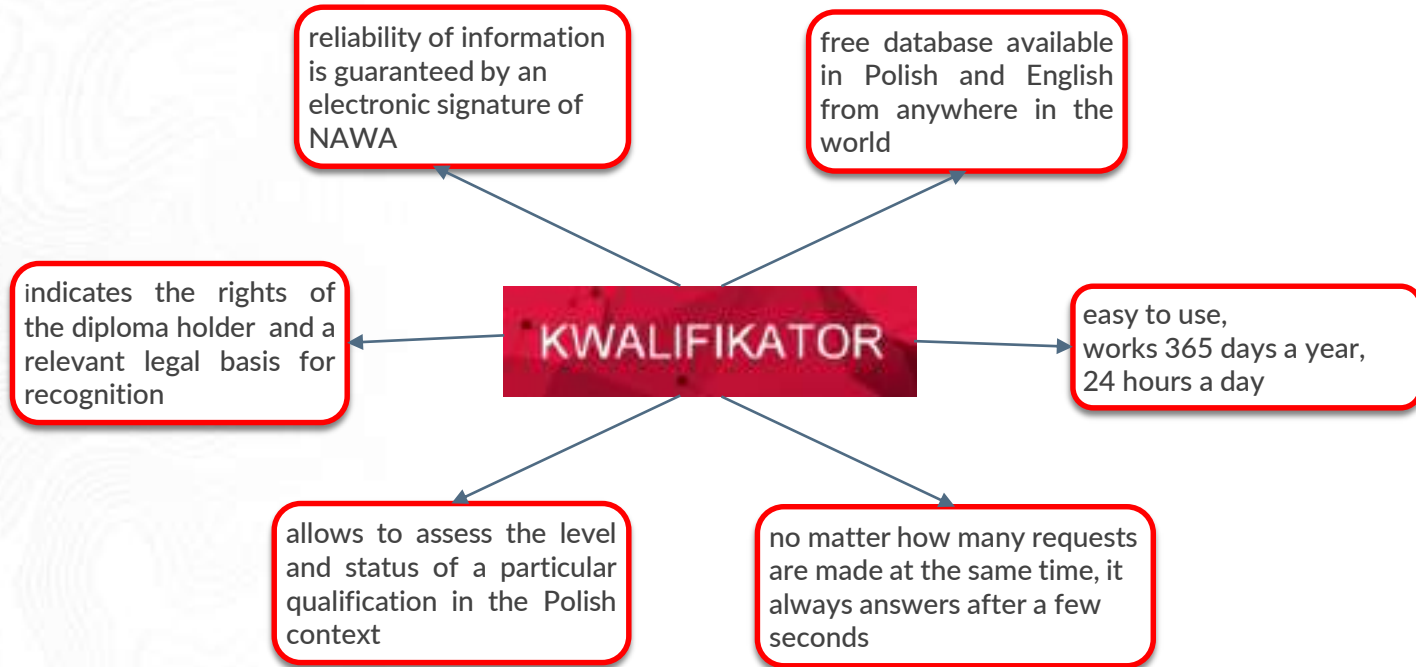 reliability of information
is guaranteed by an
electronic signature of
NAWA
free database available
in Polish and English
from anywhere in the
world
indicates the rights of
the diploma holder and a
relevant legal basis for
recognition
KWALIFIKATOR
easy to use,
works 365 days a year,
24 hours a day
allows to assess the level
and status of a particular
qualification in the Polish
context
no matter how many requests
are made at the same time, it
always answers after a few
seconds